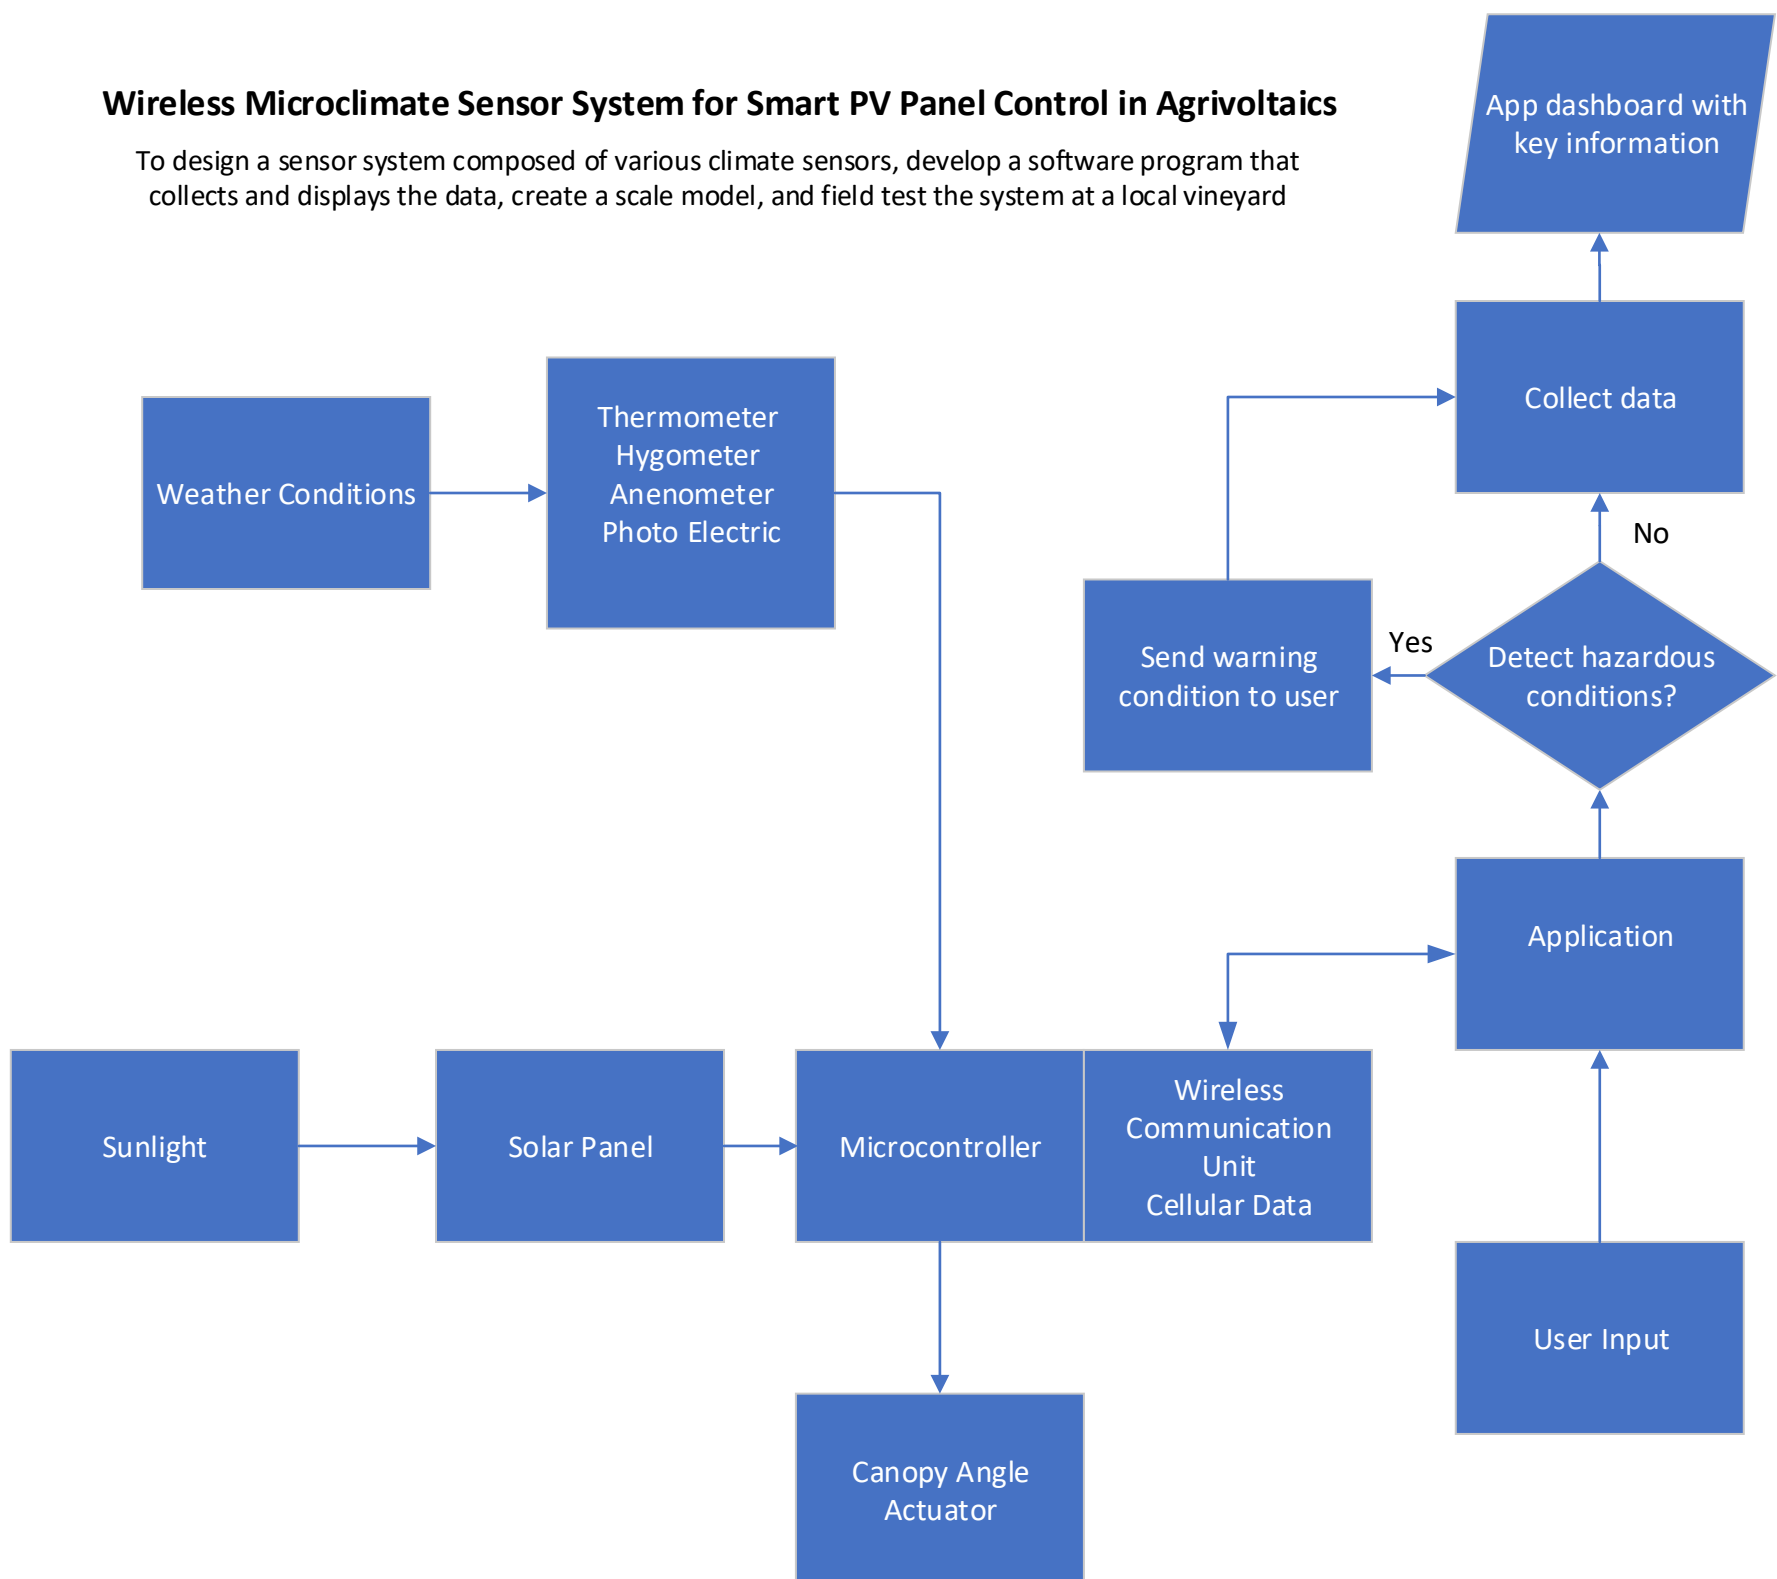 Wireless Microclimate Sensor System for Smart PV Panel Control in Agrivoltaics
To design a sensor system composed of various climate sensors, develop a software program that
collects and displays the data, create a scale model, and field test the system at a local vineyard
App dashboard with
key information
Collect data
Thermometer
Hygometer
Anenometer
Photo Electric
Weather Conditions
No
Yes
Send warning
condition to user
Detect hazardous
conditions?
Application
Sunlight
Solar Panel
Microcontroller
Wireless
Communication
Unit
Cellular Data
User Input
Canopy Angle
Actuator